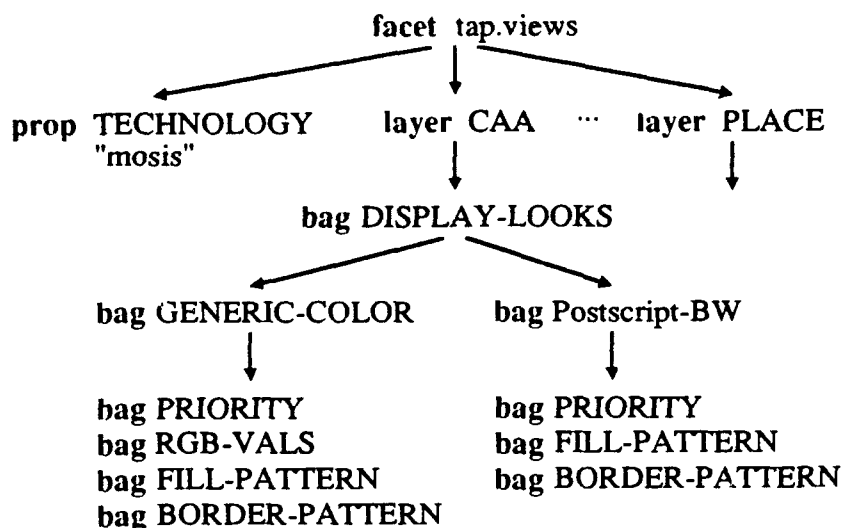 facet tap.views
prop TECHNOLOGY layer CAA ... layer PLACE
"mosis"
bag DISPLAY-LOOKS
bag GENERIC-COLOR bag Postscript-BW
bag PRIORITY bag PRIORITY
bag RGB-VALS bag FILL-PATTERN
bag FILL-PATTERN bag BORDER-PATTERN
bag BORDER-PATTERN